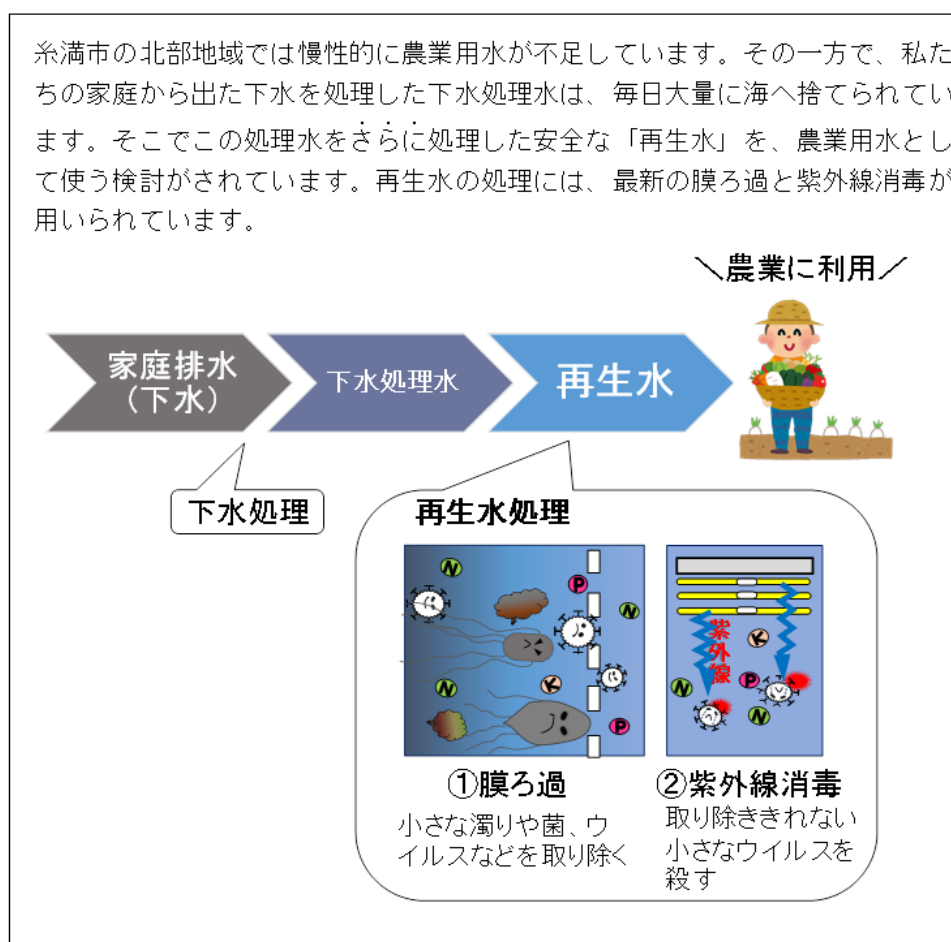 糸満市の北部地域では慢性的に農業用水が不足しています。その一方で、私た
ちの家庭から出た下水を処理した下水処理水は、毎日大量に海へ捨てられてい
ます。そこでこの処理水をさらに処理した安全な「再生水」を、農業用水とし
て使う検討がされています。再生水の処理には、最新の膜ろ過と紫外線消毒が
用いられています。
＼農業に利用／
家庭排水
（下水）
下水処理水
再生水
下水処理
再生水処理
N
P
N
N
K
P
紫外線
K
N
P
N
①膜ろ過
小さな濁りや菌、ウ
イルスなどを取り除く
②紫外線消毒
取り除ききれない
小さなウイルスを
殺す